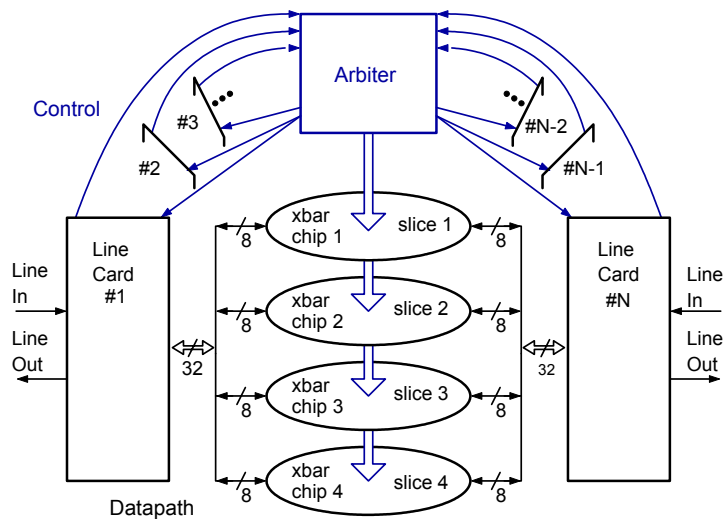 Arbiter
Control
#3
#2
#N-2
#N-1
xbar
chip 1
slice 1
8
8
Line
Card
#1
Line
Card
#N
Line
In
Line
In
xbar
chip 2
slice 2
8
8
Line
Out
Line
Out
32
32
xbar
chip 3
slice 3
8
8
xbar
chip 4
slice 4
8
8
Datapath